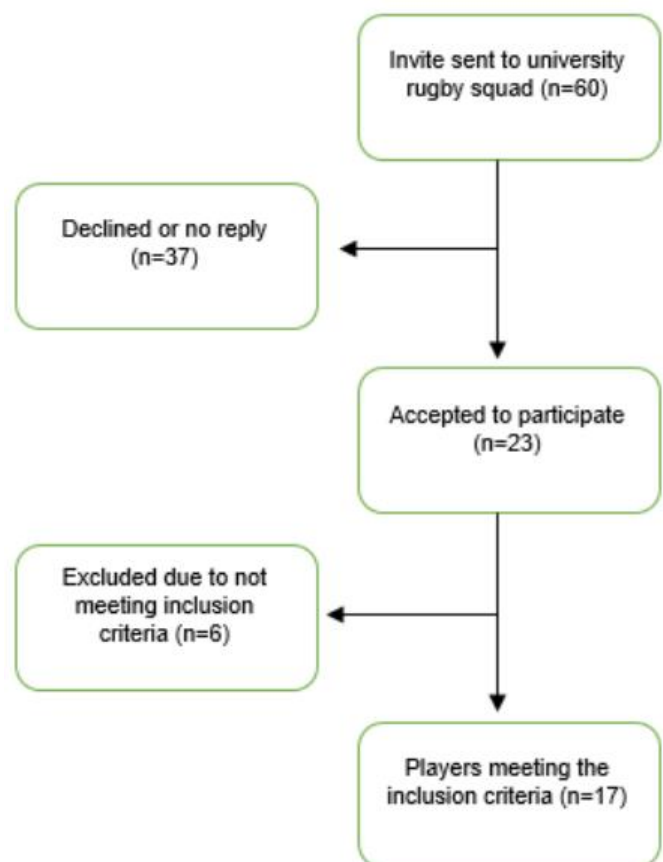 Invite sent to university
rugby squad (n=60)
Declined or no reply
(n=37)
Accepted to participate
(n=23)
Excluded due to not
meeting inclusion
criteria (n=6)
Players meeting the
inclusion criteria (n=17)